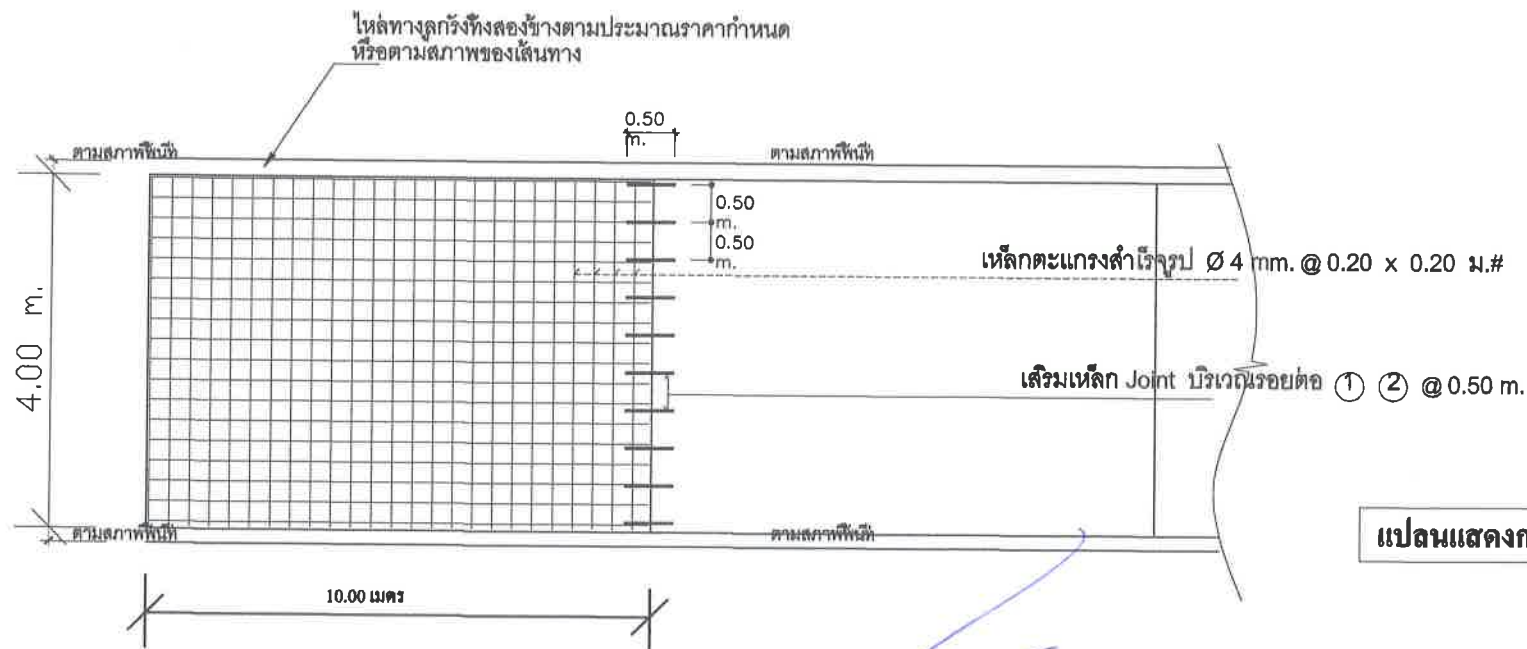 ไหล่ทางลูกรังทั้งสองข้างตามประมาณราคากำหนด
หรือตามสภาพของเส้นทาง
0.50
m.
ตามสภาพพื้นที่
ตามสภาพพื้นที่
0.50
m.
0.50
m.
เหล็กตะแกรงสำเร็จรูป Ø 4 mm. @ 0.20 x 0.20 ม.#
4.00 m.
เสริมเหล็ก Joint บริเวณรอยต่อ ① ② @ 0.50 m.
ตามสภาพพื้นที่
ตามสภาพพื้นที่
แปลนแสดงก
10.00 เมตร